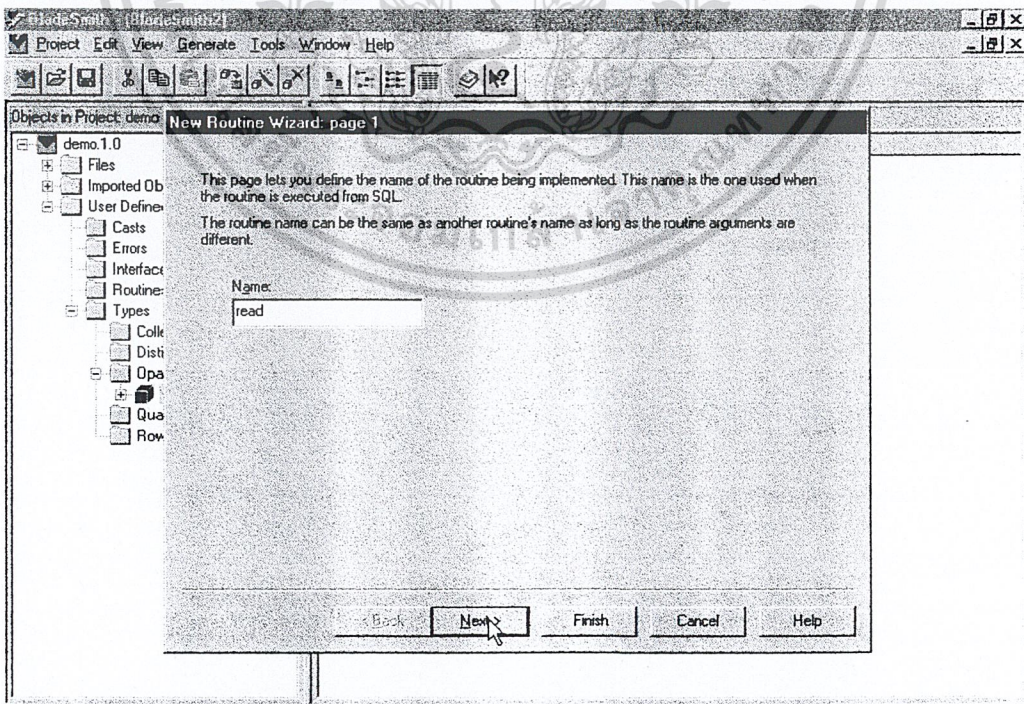 BladeSmith - [BladeSmith2]
Project Edit View Generate Tools Window Help
Objects in Project: demo
demo.1.0
Files
Imported Ob
User Define
Casts
Errors
Interface
Routine
Types
Colle
Disti
Opa
Qua
Row
New Routine Wizard: page 1
This page lets you define the name of the routine being implemented. This name is the one used when
the routine is executed from SQL.
The routine name can be the same as another routine's name as long as the routine arguments are
different.
Name:
read
< Back
Next >
Finish
Cancel
Help